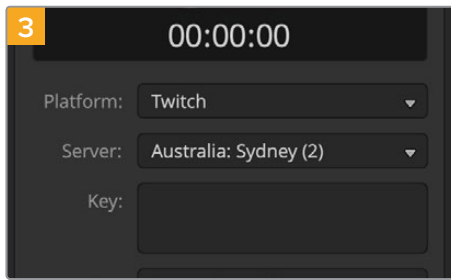 3
00:00:00
Platform: Twitch
Server: Australia: Sydney (2)
Key: